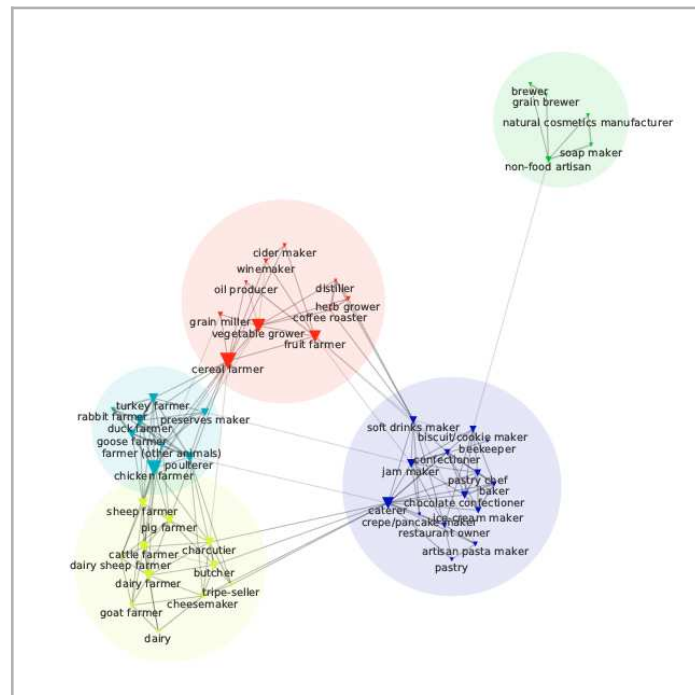 brewer
grain brewer
natural cosmetics manufacturer
soap maker
non-food artisan
cider maker
winemaker
oil producer
distiller
herb grower
coffee roaster
grain miller
vegetable grower
fruit farmer
cereal farmer
turkey farmer
rabbit farmer
preserves maker
duck farmer
goose farmer
farmer (other animals)
poulterer
chicken farmer
soft drinks maker
biscuit/cookie maker
beekeeper
confectioner
jam maker
pastry chef
baker
chocolate confectioner
caterer
ice-cream maker
crepe/pancake maker
restaurant owner
artisan pasta maker
pastry
sheep farmer
pig farmer
charcutier
cattle farmer
dairy sheep farmer
butcher
dairy farmer
tripe-seller
cheesemaker
goat farmer
dairy